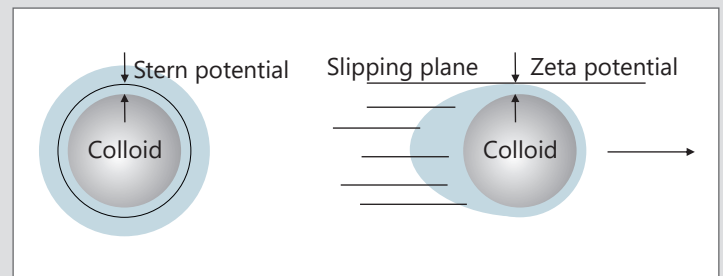 Stern potential
Colloid
Slipping plane
Zeta potential
Colloid